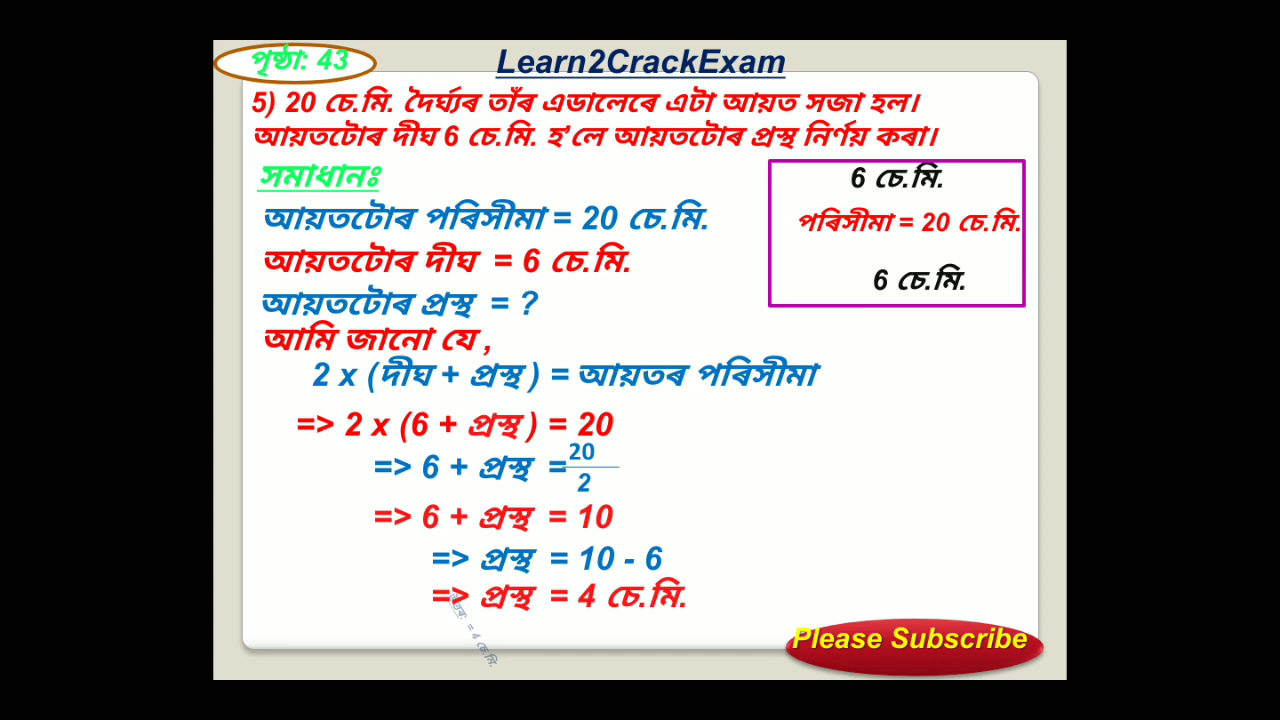 পৃষ্ঠা: 43
Learn2CrackExam
5) 20 চে.মি. দৈৰ্ঘ্যৰ তাঁৰ এডালেৰে এটা আয়ত সজা হল।
আয়তটোৰ দীঘ 6 চে.মি. হ'লে আয়তটোৰ প্ৰস্থ নিৰ্ণয় কৰা।
সমাধানঃ
আয়তটোৰ পৰিসীমা = 20 চে.মি.
আয়তটোৰ দীঘ = 6 চে.মি.
আয়তটোৰ প্ৰস্থ = ?
6 চে.মি.
পৰিসীমা = 20 চে.মি.
6 চে.মি.
আমি জানো যে ,
2 x (দীঘ + প্ৰস্থ ) = আয়তৰ পৰিসীমা
=> 2 x (6 + প্ৰস্থ ) = 20
=> 6 + প্ৰস্থ = 20
2
=> 6 + প্ৰস্থ = 10
=> প্ৰস্থ = 10 - 6
=> প্ৰস্থ = 4 চে.মি.
= 4 চে.মি.
Please Subscribe